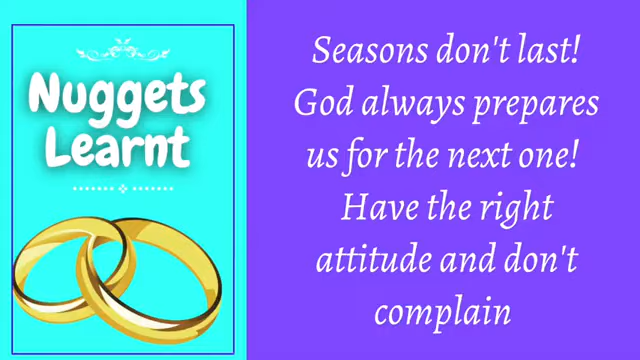 Nuggets
Learnt
Seasons don't last!
God always prepares
us for the next one!
Have the right
attitude and don't
complain